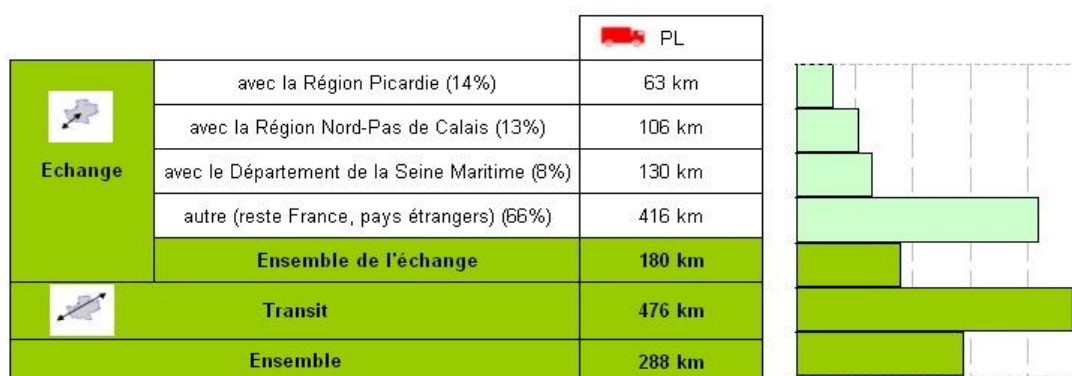 PL
avec la Région Picardie (14%) 63 km
avec la Région Nord-Pas de Calais (13%) 106 km
Echange
avec le Département de la Seine Maritime (8%) 130 km
autre (reste France, pays étrangers) (66%) 416 km
Ensemble de l'échange 180 km
Transit 476 km
Ensemble 288 km